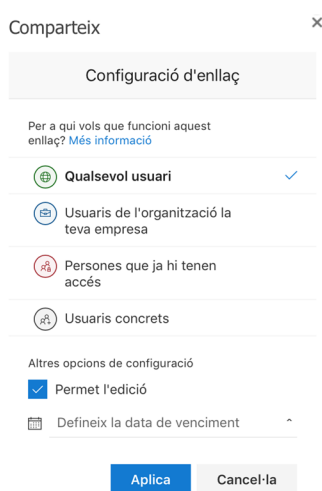 Comparteix
Configuració d'enllaç
Per a qui vols que funcioni aquest
enllaç? Més informació
Qualsevol usuari
Usuaris de l'organització la
teva empresa
Persones que ja hi tenen
accés
Usuaris concrets
Altres opcions de configuració
Permet l'edició
Defineix la data de venciment
Aplica
Cancel·la